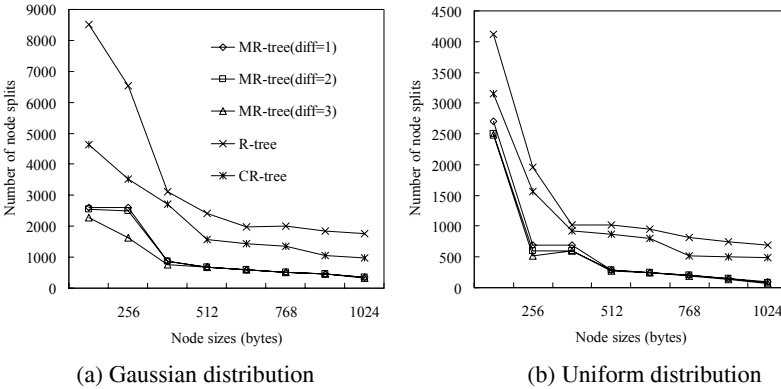 9000
8000
7000
6000
5000
4000
3000
2000
1000
0
Number of node splits
MR-tree(diff=1)
MR-tree(diff=2)
MR-tree(diff=3)
R-tree
CR-tree
256 512 768 1024
Node sizes (bytes)
(a) Gaussian distribution
4500
4000
3500
3000
2500
2000
1500
1000
500
0
Number of node splits
256 512 768 1024
Node sizes (bytes)
(b) Uniform distribution